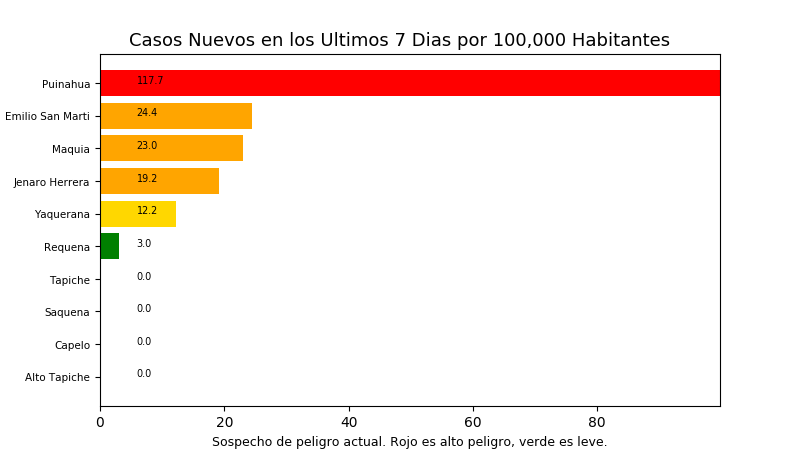 Casos Nuevos en los Ultimos 7 Dias por 100,000 Habitantes
Puinahua 117.7
Emilio San Marti 24.4
Maquia 23.0
Jenaro Herrera 19.2
Yaquerana 12.2
Requena 3.0
Tapiche 0.0
Saquena 0.0
Capelo 0.0
Alto Tapiche 0.0
0 20 40 60 80
Sospecho de peligro actual. Rojo es alto peligro, verde es leve.